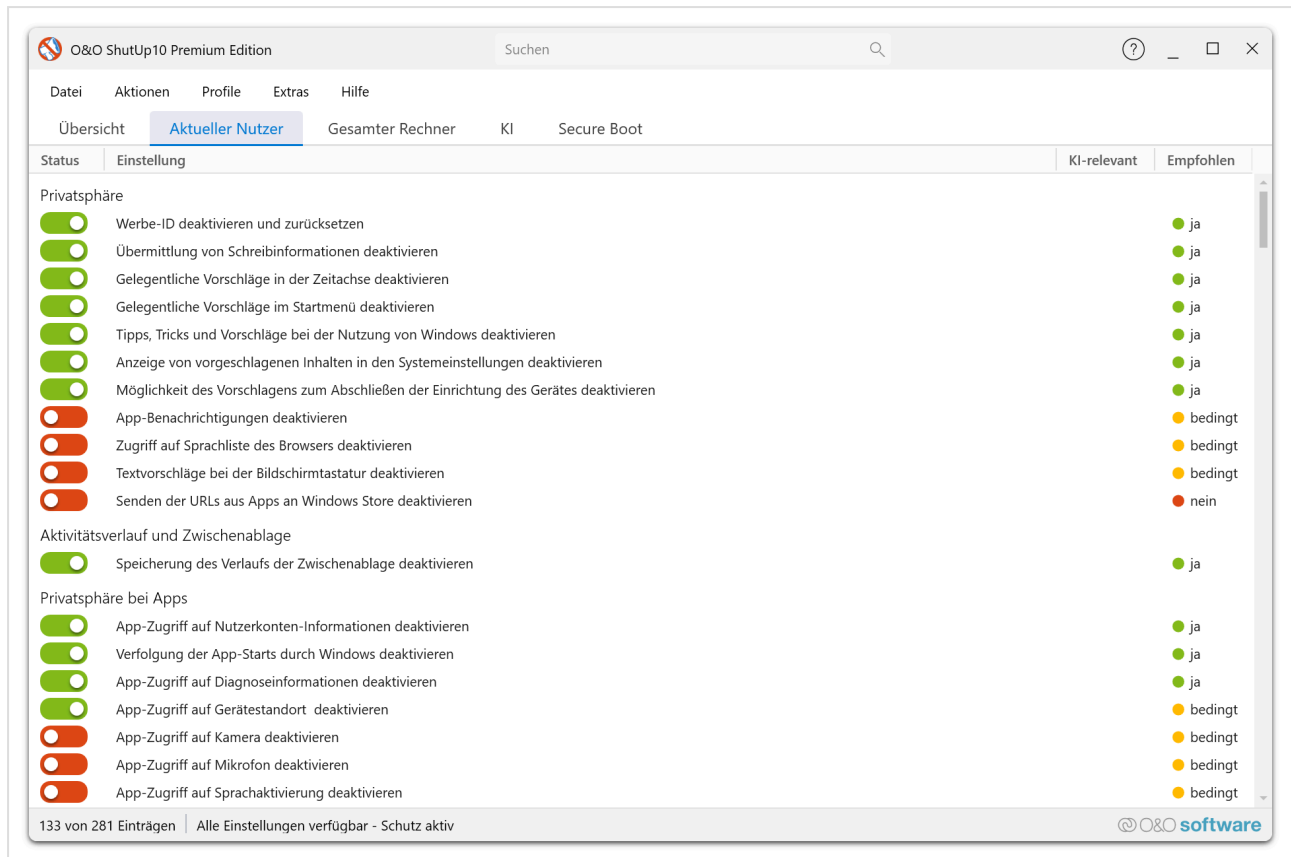 O&O ShutUp10 Premium Edition
Suchen
?
Datei Aktionen Profile Extras Hilfe
Übersicht Aktueller Nutzer Gesamter Rechner KI Secure Boot
Status Einstellung KI-relevant Empfohlen
Privatsphäre
Werbe-ID deaktivieren und zurücksetzen ja
Übermittlung von Schreibinformationen deaktivieren ja
Gelegentliche Vorschläge in der Zeitachse deaktivieren ja
Gelegentliche Vorschläge im Startmenü deaktivieren ja
Tipps, Tricks und Vorschläge bei der Nutzung von Windows deaktivieren ja
Anzeige von vorgeschlagenen Inhalten in den Systemeinstellungen deaktivieren ja
Möglichkeit des Vorschlagens zum Abschließen der Einrichtung des Gerätes deaktivieren ja
App-Benachrichtigungen deaktivieren bedingt
Zugriff auf Sprachliste des Browsers deaktivieren bedingt
Textvorschläge bei der Bildschirmtastatur deaktivieren bedingt
Senden der URLs aus Apps an Windows Store deaktivieren nein
Aktivitätsverlauf und Zwischenablage
Speicherung des Verlaufs der Zwischenablage deaktivieren ja
Privatsphäre bei Apps
App-Zugriff auf Nutzerkonten-Informationen deaktivieren ja
Verfolgung der App-Starts durch Windows deaktivieren ja
App-Zugriff auf Diagnoseinformationen deaktivieren ja
App-Zugriff auf Gerätestandort deaktivieren bedingt
App-Zugriff auf Kamera deaktivieren bedingt
App-Zugriff auf Mikrofon deaktivieren bedingt
App-Zugriff auf Sprachaktivierung deaktivieren bedingt
133 von 281 Einträgen Alle Einstellungen verfügbar - Schutz aktiv O&O software